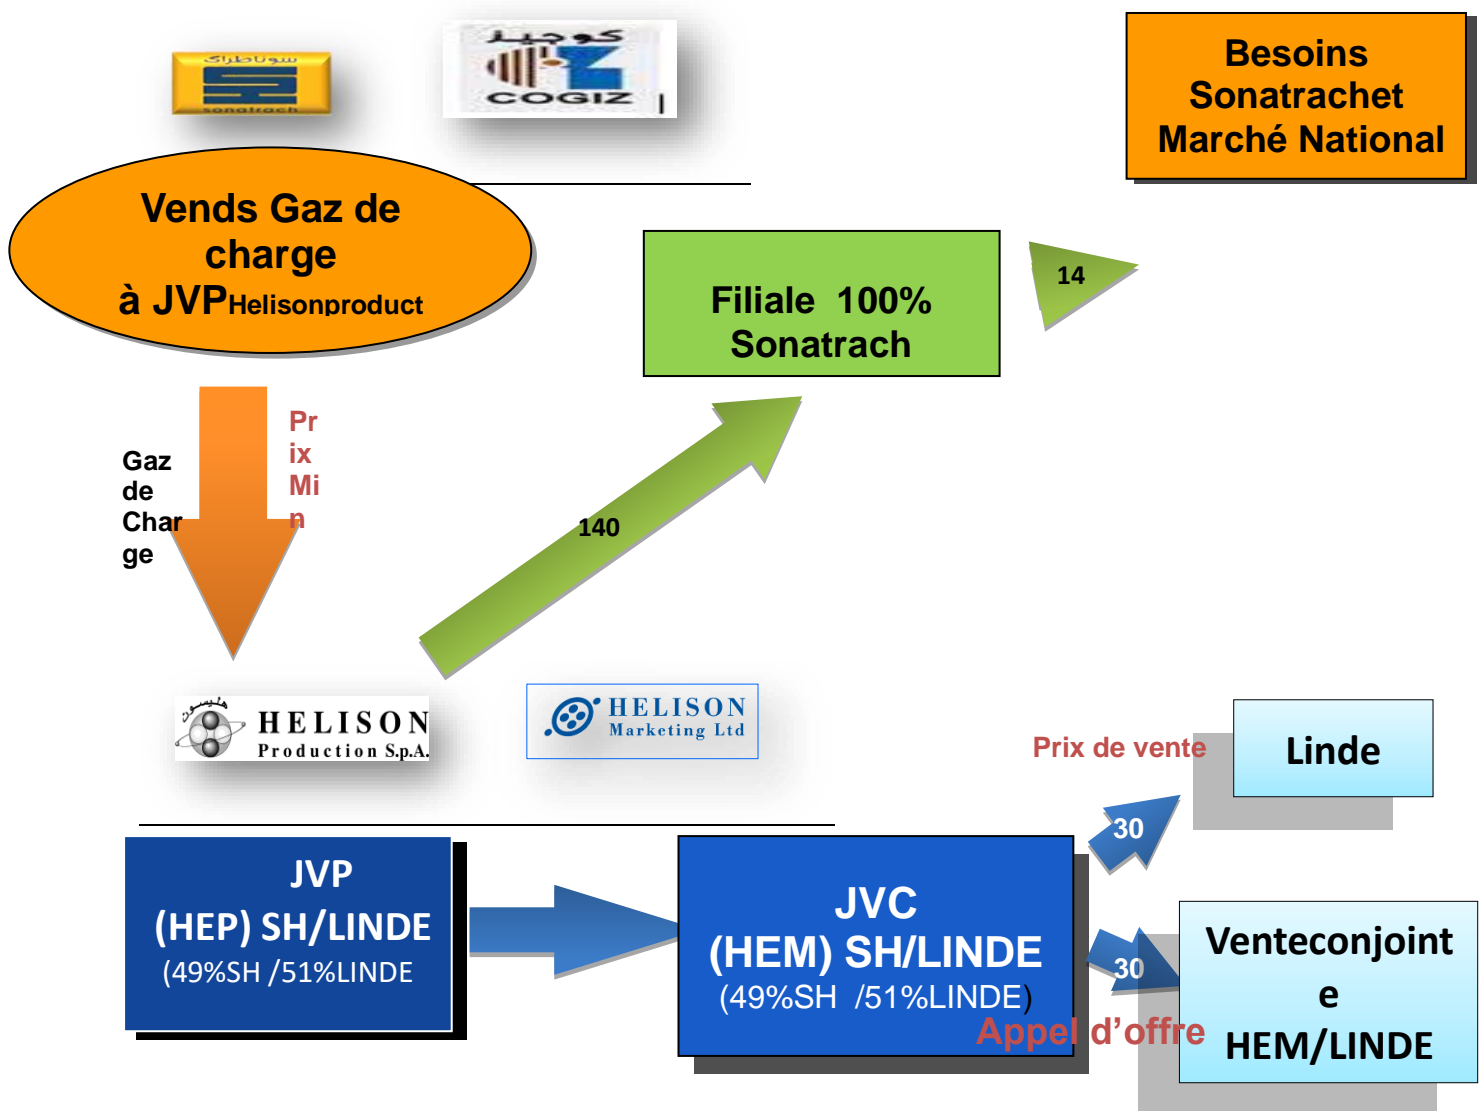 سوناطراك
sonatrach
كوجيز
COGIZ
Besoins
Sonatrachet
Marché National
Vends Gaz de
charge
à JVPHelisonproduct
Filiale 100%
Sonatrach
14
Gaz
de
Char
ge
Pr
ix
Mi
n
140
هليسون
HELISON
Production S.p.A.
HELISON
Marketing Ltd
Prix de vente
Linde
30
JVP
(HEP) SH/LINDE
(49%SH /51%LINDE
JVC
(HEM) SH/LINDE
(49%SH /51%LINDE)
30
Appel d’offre
Venteconjoint
e
HEM/LINDE